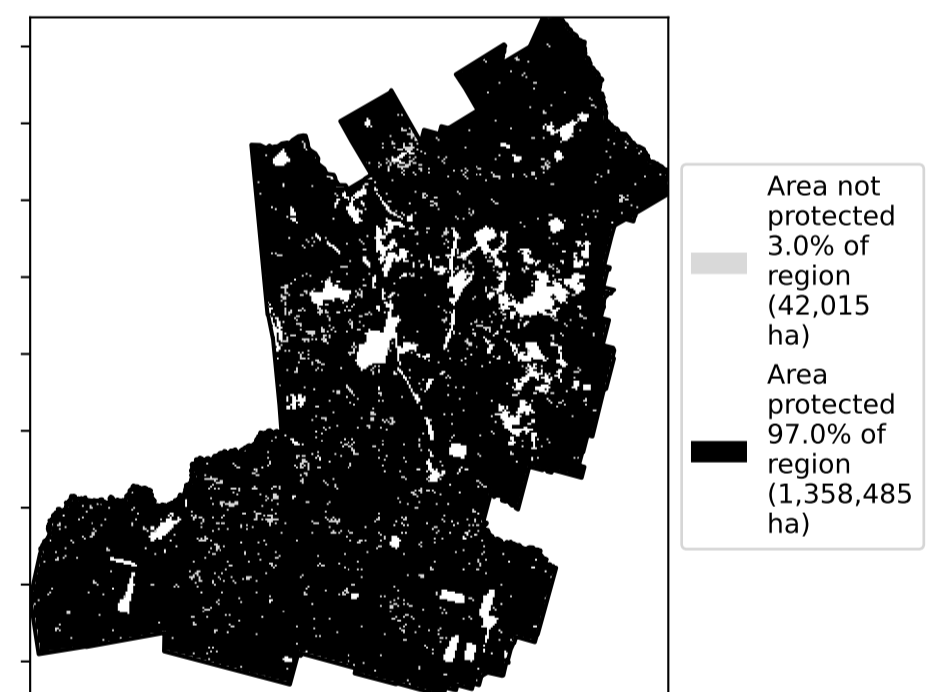 Area not
protected
3.0% of
region
(42,015
ha)
Area
protected
97.0% of
region
(1,358,485
ha)